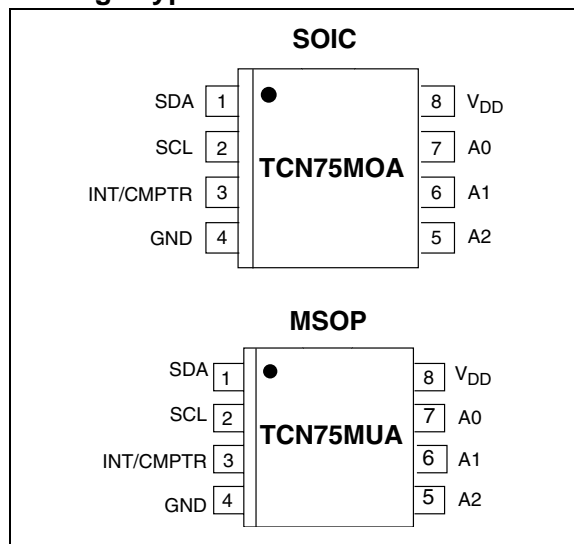 SOIC
SDA 1 8 VDD
SCL 2 TCN75MOA 7 A0
INT/CMPTR 3 6 A1
GND 4 5 A2
MSOP
SDA 1 8 VDD
SCL 2 TCN75MUA 7 A0
INT/CMPTR 3 6 A1
GND 4 5 A2